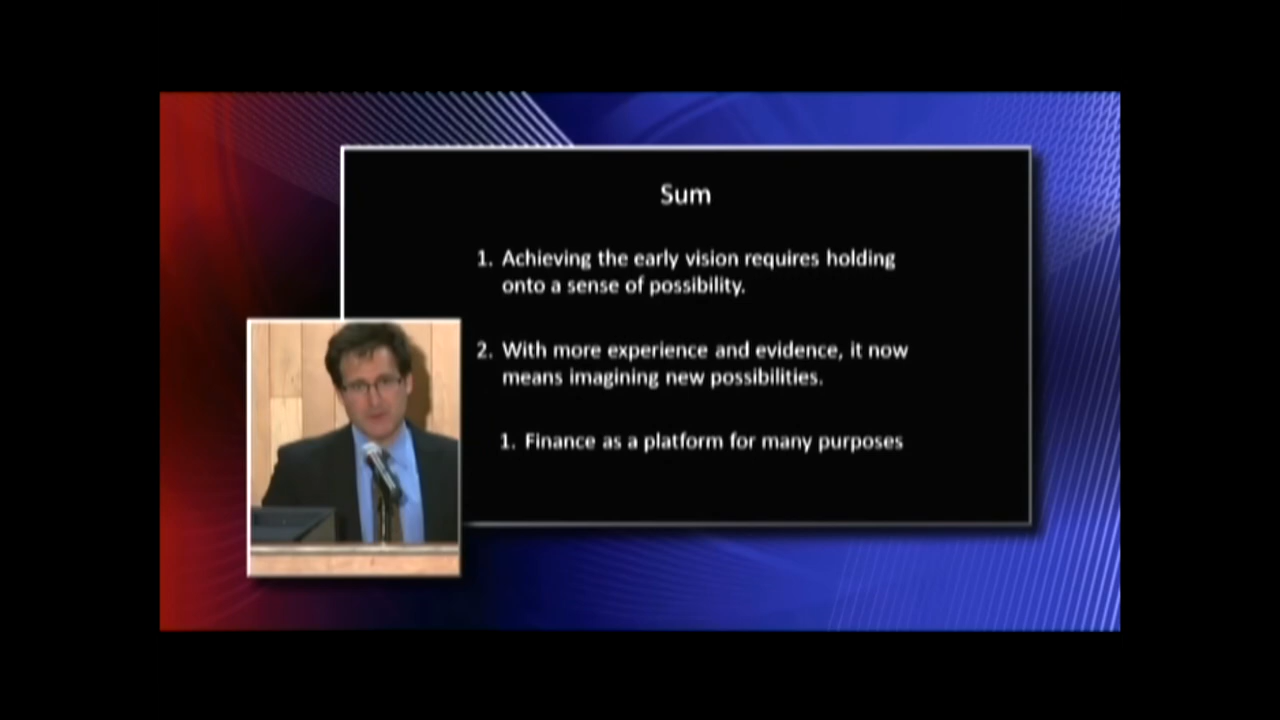 Sum
1. Achieving the early vision requires holding
onto a sense of possibility.
2. With more experience and evidence, it now
means imagining new possibilities.
1. Finance as a platform for many purposes